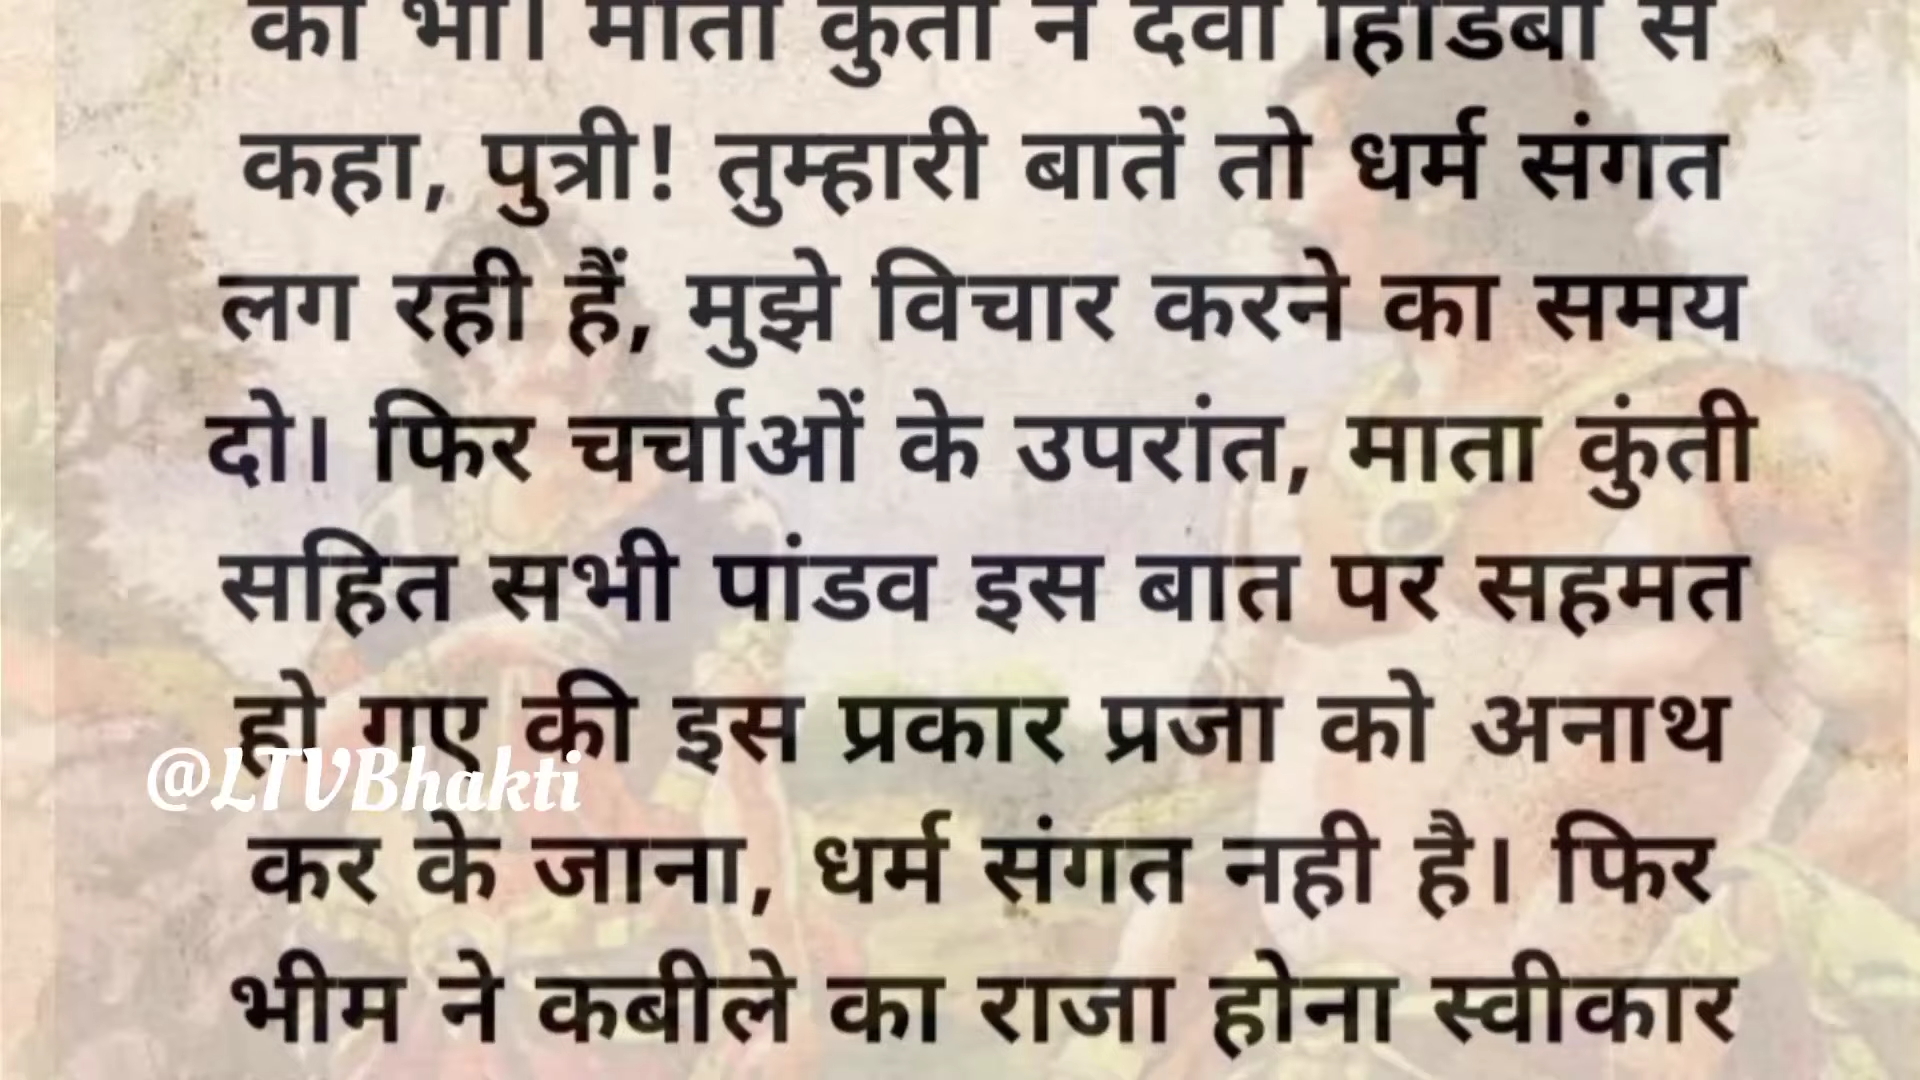 को भी। माता कुंती ने देवी हिडिंबा से
कहा, पुत्री! तुम्हारी बातें तो धर्म संगत
लग रही हैं, मुझे विचार करने का समय
दो। फिर चर्चाओं के उपरांत, माता कुंती
सहित सभी पांडव इस बात पर सहमत
हो गए की इस प्रकार प्रजा को अनाथ
@LTVBhakti
कर के जाना, धर्म संगत नही है। फिर
भीम ने कबीले का राजा होना स्वीकार